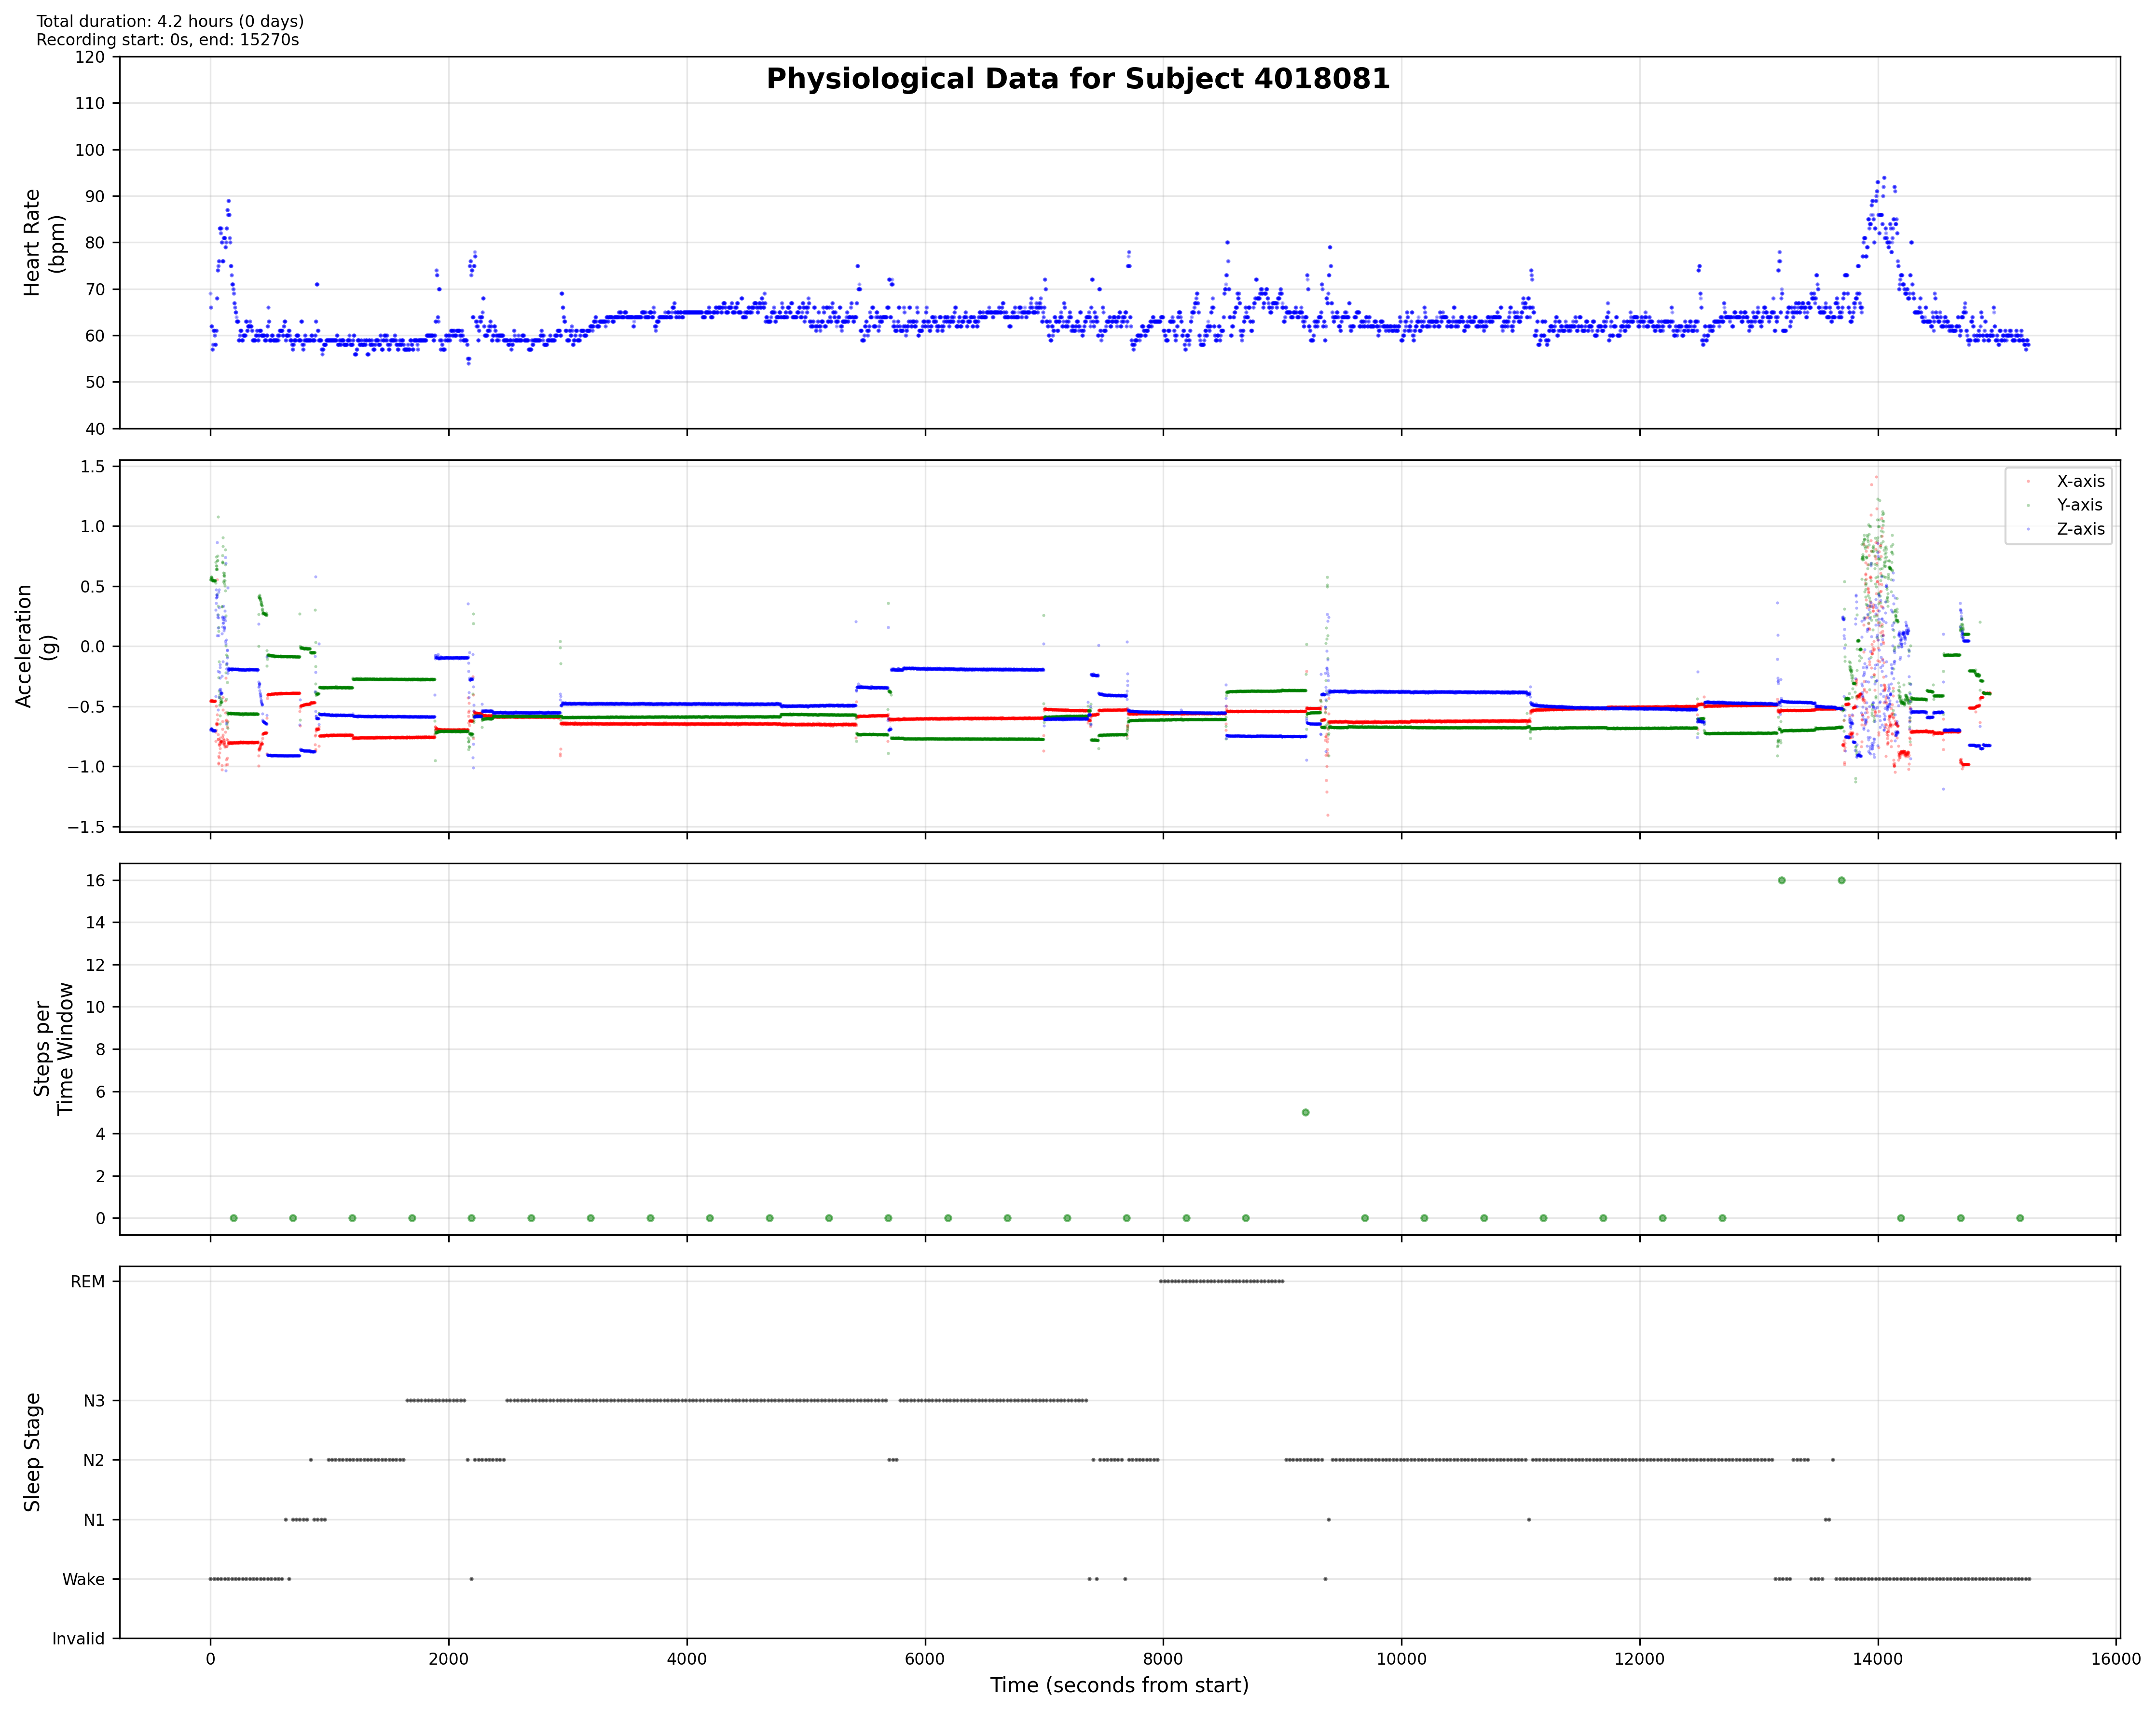 Total duration: 4.2 hours (0 days)
Recording start: 0s, end: 15270s
Physiological Data for Subject 4018081
120
110
100
90
80
70
60
50
40
Heart Rate
(bpm)
1.5
1.0
0.5
0.0
−0.5
−1.0
−1.5
Acceleration
(g)
X-axis
Y-axis
Z-axis
16
14
12
10
8
6
4
2
0
Steps per
Time Window
REM
N3
N2
N1
Wake
Invalid
Sleep Stage
0
2000
4000
6000
8000
10000
12000
14000
16000
Time (seconds from start)